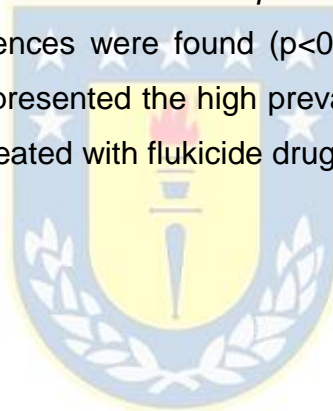 ences were found (p<0
presented the high preva
eated with flukicide drug